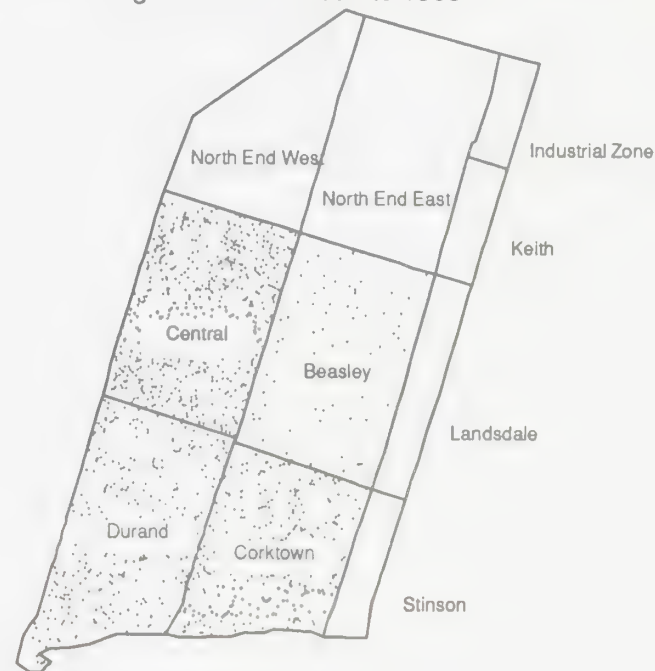 North End West
Industrial Zone
North End East
Keith
Central
Beasley
Landsdale
Durand
Corktown
Stinson